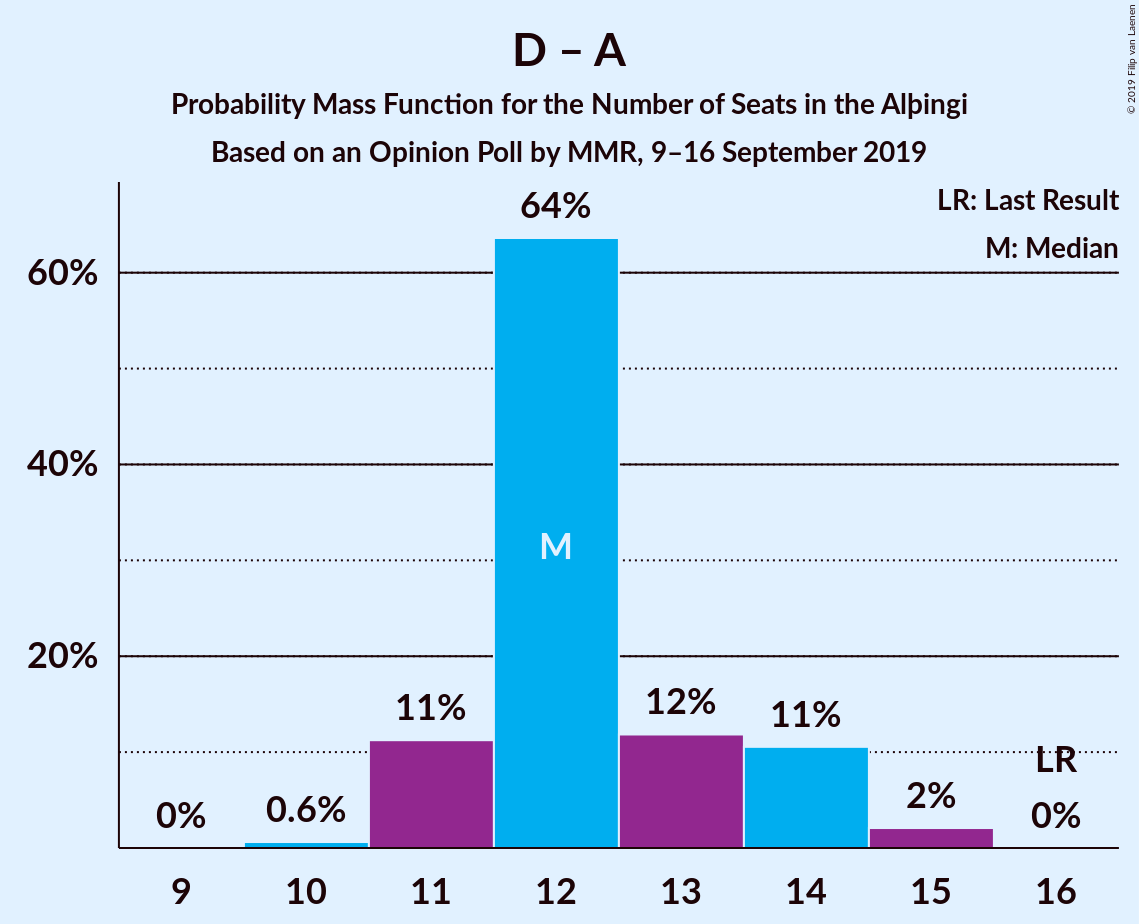 D – A
Probability Mass Function for the Number of Seats in the Alþingi
Based on an Opinion Poll by MMR, 9–16 September 2019
© 2019 Filip van Laenen
LR: Last Result
M: Median
60%
40%
20%
0%
0.6%
11%
64%
M
12%
11%
2%
LR
0%
9 10 11 12 13 14 15 16